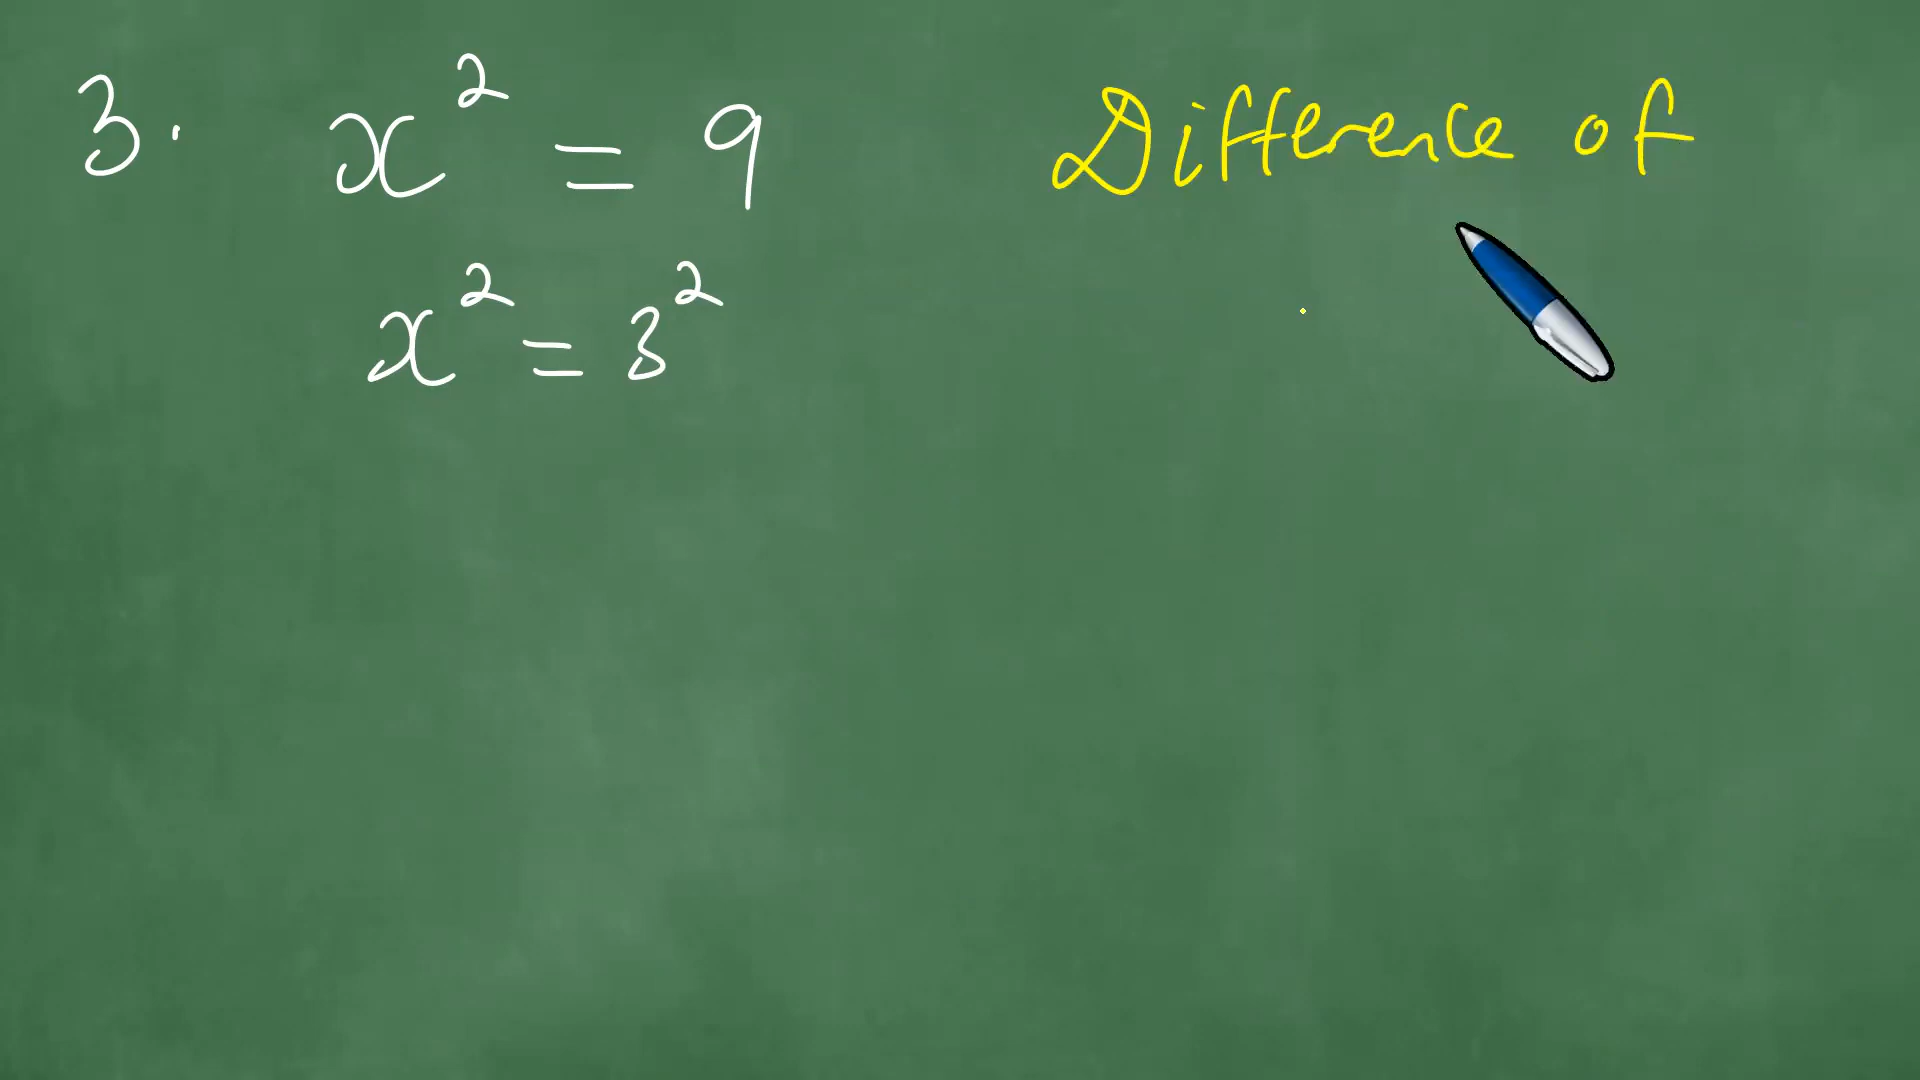 3. x² = 9
Difference of
x² = 3²